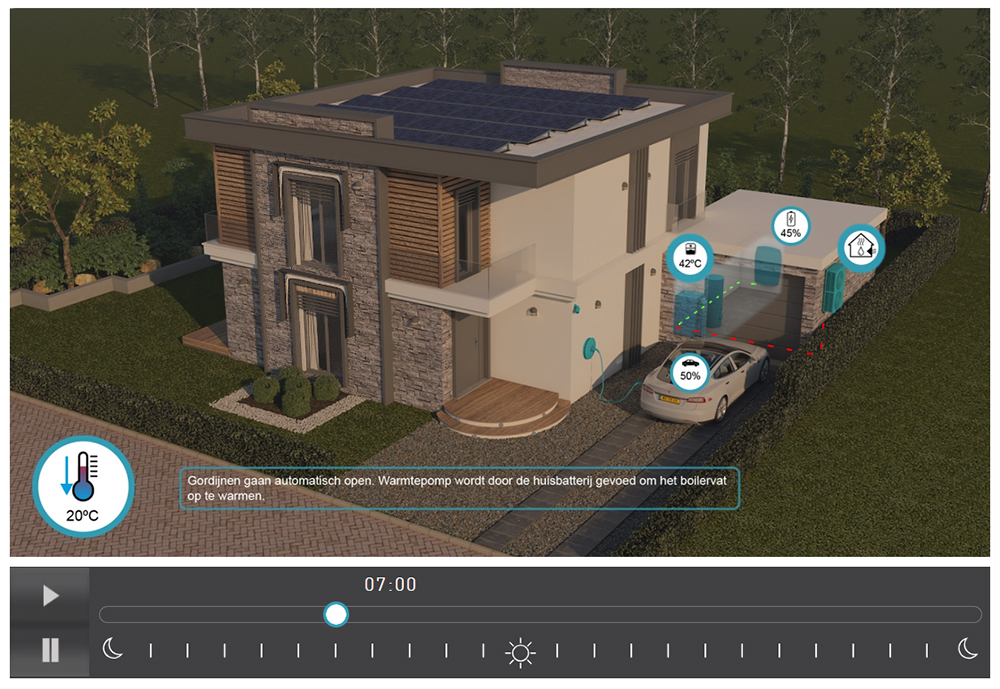 45%
42ºC
50%
20ºC
Gordijnen gaan automatisch open. Warmtepomp wordt door de huisbatterij gevoed om het boilervat
op te warmen.
07:00